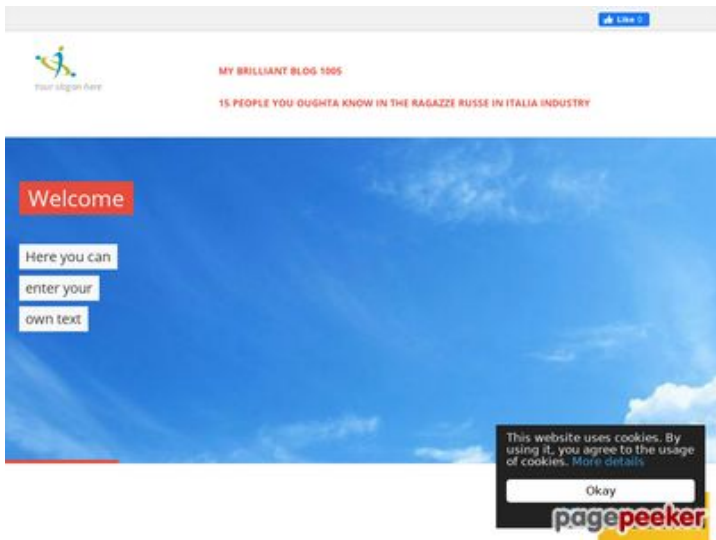 Like 0
Your slogan here
MY BRILLIANT BLOG 1005
15 PEOPLE YOU OUGHTA KNOW IN THE RAGAZZE RUSSE IN ITALIA INDUSTRY
Welcome
Here you can
enter your
own text
This website uses cookies. By
using it, you agree to the usage
of cookies. More details
Okay
pagepeeker